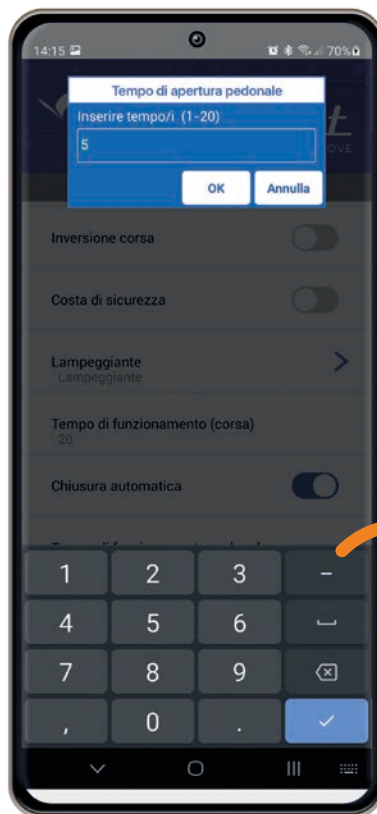 14:15
70%
Tempo di apertura pedonale
Inserire tempo/i (1-20)
5
OK Annulla
t
OVE
Inversione corsa
Costa di sicurezza
Lampeggiante
Lampeggiante
Tempo di funzionamento (corsa)
20
Chiusura automatica
1 2 3 -
4 5 6
7 8 9
, 0 .